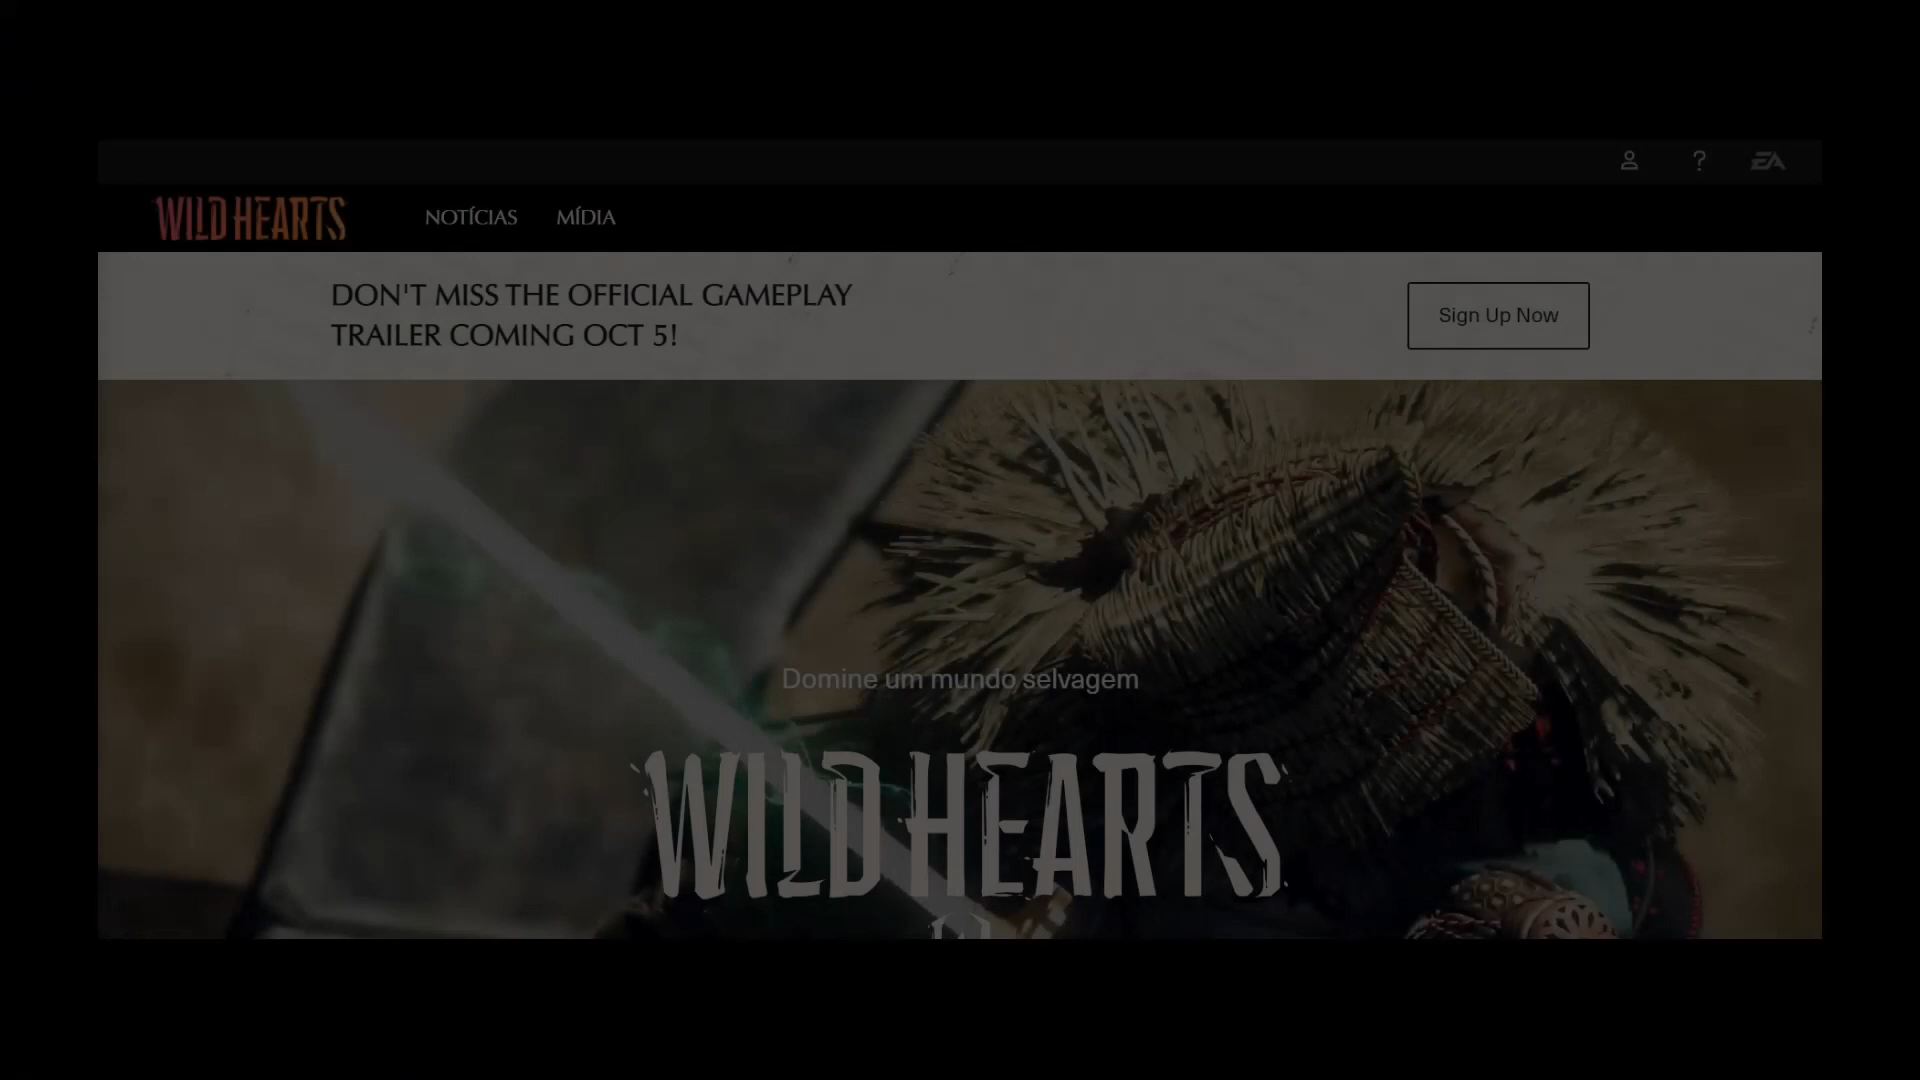 ?
EA
WILD HEARTS
NOTÍCIAS
MÍDIA
DON'T MISS THE OFFICIAL GAMEPLAY
TRAILER COMING OCT 5!
Sign Up Now
Domine um mundo selvagem
WILD HEARTS